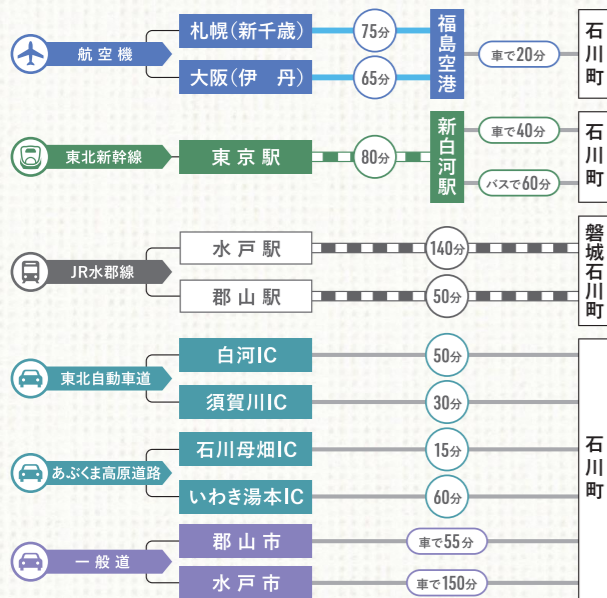 航空機
札幌(新千歳)
75分
大阪(伊 丹)
65分
福島空港
車で20分
石川町
東北新幹線
東京駅
80分
新白河駅
車で40分
バスで60分
石川町
JR水郡線
水戸駅
140分
郡山駅
50分
磐城石川町
東北自動車道
白河IC
50分
須賀川IC
30分
あぶくま高原道路
石川母畑IC
15分
いわき湯本IC
60分
石川町
一般道
郡山市
車で55分
水戸市
車で150分